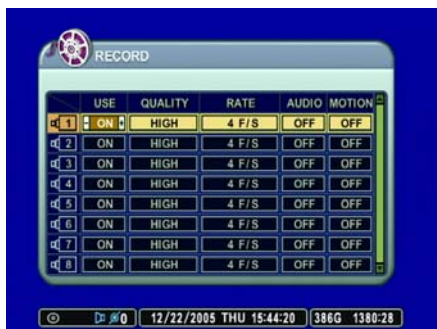 RECORD
USE QUALITY RATE AUDIO MOTION
1 ON HIGH 4 F/S OFF OFF
2 ON HIGH 4 F/S OFF OFF
3 ON HIGH 4 F/S OFF OFF
4 ON HIGH 4 F/S OFF OFF
5 ON HIGH 4 F/S OFF OFF
6 ON HIGH 4 F/S OFF OFF
7 ON HIGH 4 F/S OFF OFF
8 ON HIGH 4 F/S OFF OFF
0 12/22/2005 THU 15:44:20 386G 1380:28